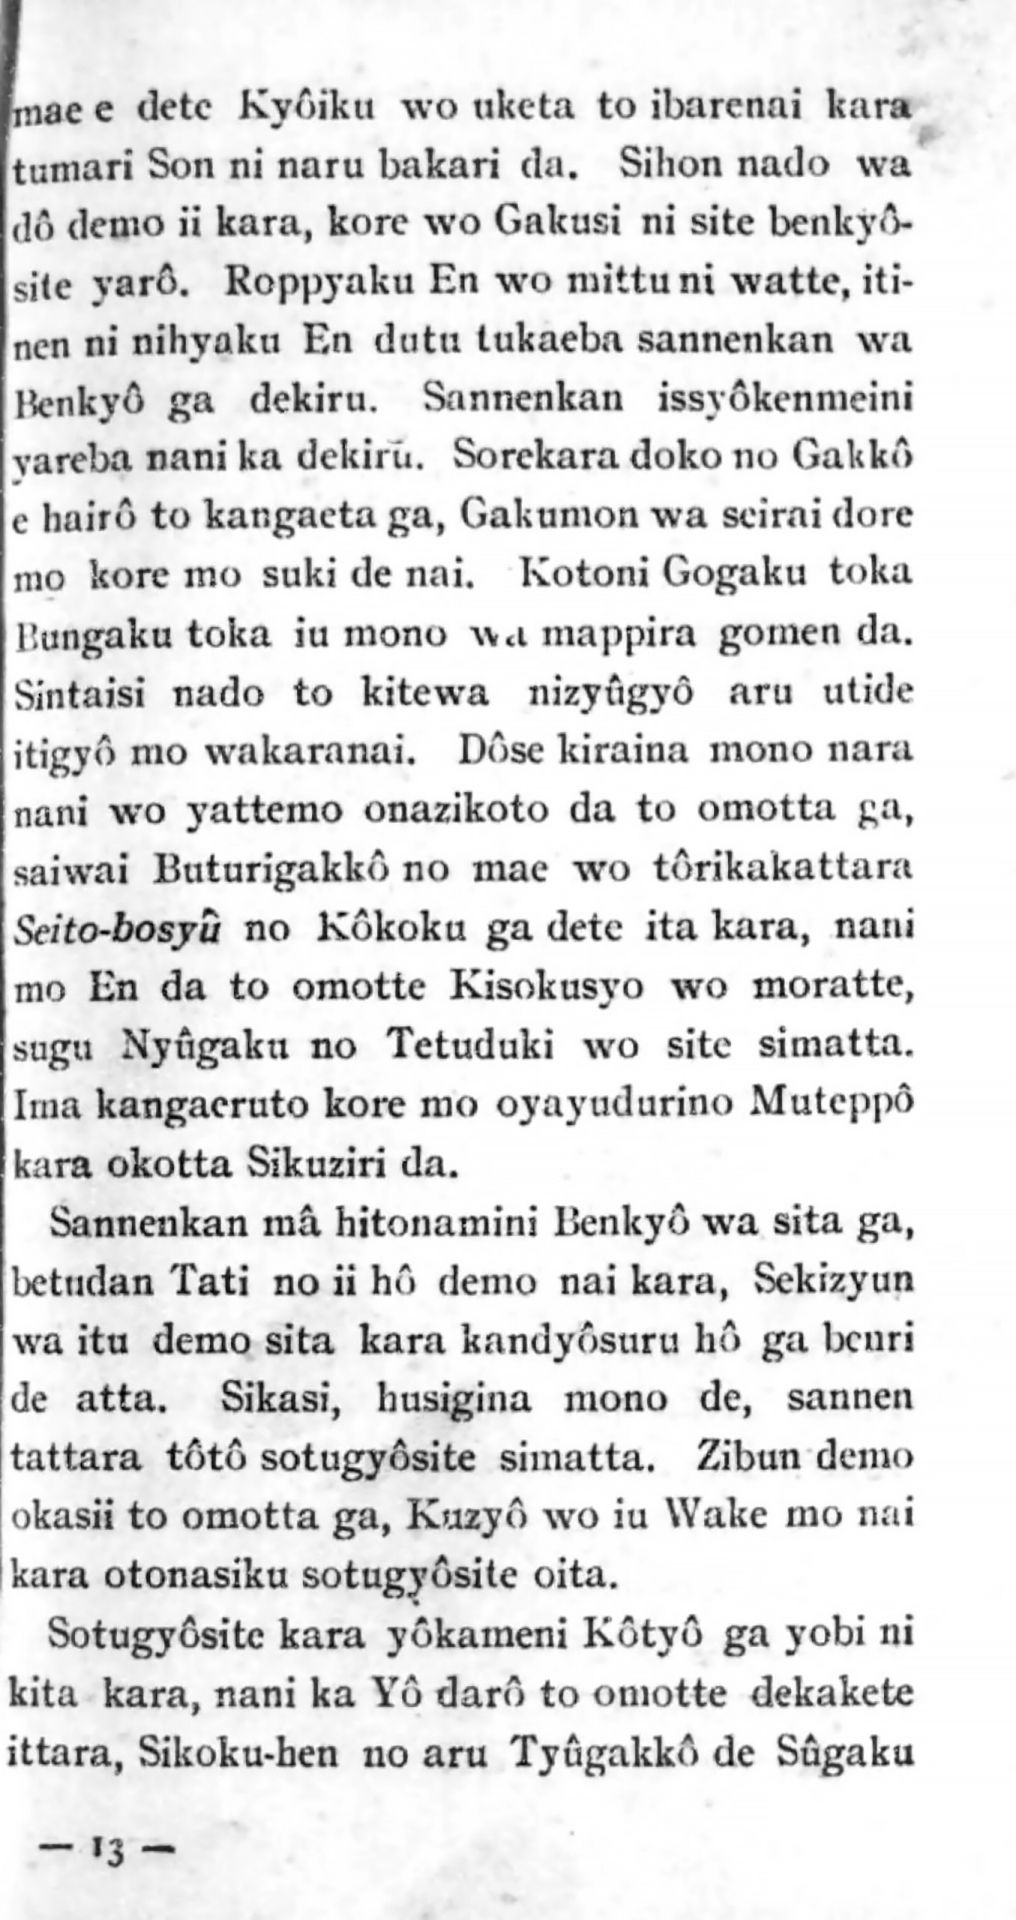 mae e dete Kyôiku wo uketa to ibarenai kara
tumari Son ni naru bakari da. Sihon nado wa
dô demo ii kara, kore wo Gakusi ni site benkyô-
site yarô. Roppyaku En wo mittu ni watte, iti-
nen ni nihyaku En dutu tukaeba sannenkan wa
Benkyô ga dekiru. Sannenkan issyôkenmeini
yareba nani ka dekiru. Sorekara doko no Gakkô
e hairô to kangaeta ga, Gakumon wa seirai dore
mo kore mo suki de nai. Kotoni Gogaku toka
Bungaku toka iu mono wa mappira gomen da.
Sintaisi nado to kitewa nizyûgyô aru utide
itigyô mo wakaranai. Dôse kiraina mono nara
nani wo yattemo onazikoto da to omotta ga,
saiwai Buturigakkô no mae wo tôrikakattara
Seito-bosyû no Kôkoku ga dete ita kara, nani
mo En da to omotte Kisokusyo wo moratte,
sugu Nyûgaku no Tetuduki wo site simatta.
Ima kangaeruto kore mo oyayudurino Muteppô
kara okotta Sikuziri da.
Sannenkan mâ hitonamini Benkyô wa sita ga,
betudan Tati no ii hô demo nai kara, Sekizyun
wa itu demo sita kara kandyôsuru hô ga benri
de atta. Sikasi, husigina mono de, sannen
tattara tôtô sotugyôsite simatta. Zibun demo
okasii to omotta ga, Kuzyô wo iu Wake mo nai
kara otonasiku sotugyôsite oita.
Sotugyôsite kara yôkameni Kôtyô ga yobi ni
kita kara, nani ka Yô darô to omotte dekakete
ittara, Sikoku-hen no aru Tyûgakkô de Sûgaku
— 13 —